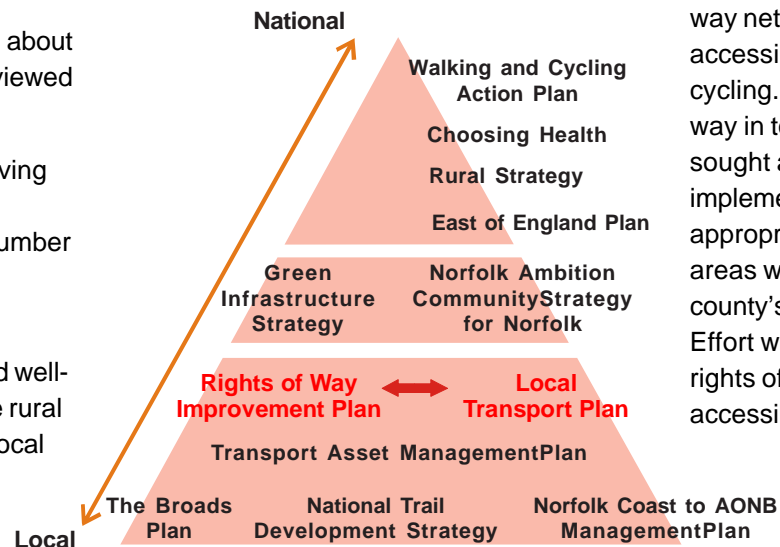 about
viewed
ving
umber
d well-
e rural
ocal
National
Walking and Cycling
Action Plan
Choosing Health
Rural Strategy
East of England Plan
Green
Infrastructure
Strategy
Norfolk Ambition
CommunityStrategy
for Norfolk
Rights of Way
Improvement Plan
Local
Transport Plan
Transport Asset ManagementPlan
The Broads
Plan
National Trail
Development Strategy
Norfolk Coast to AONB
ManagementPlan
Local
way net
accessi
cycling.
way in t
sought a
impleme
appropr
areas w
county's
Effort w
rights of
accessi